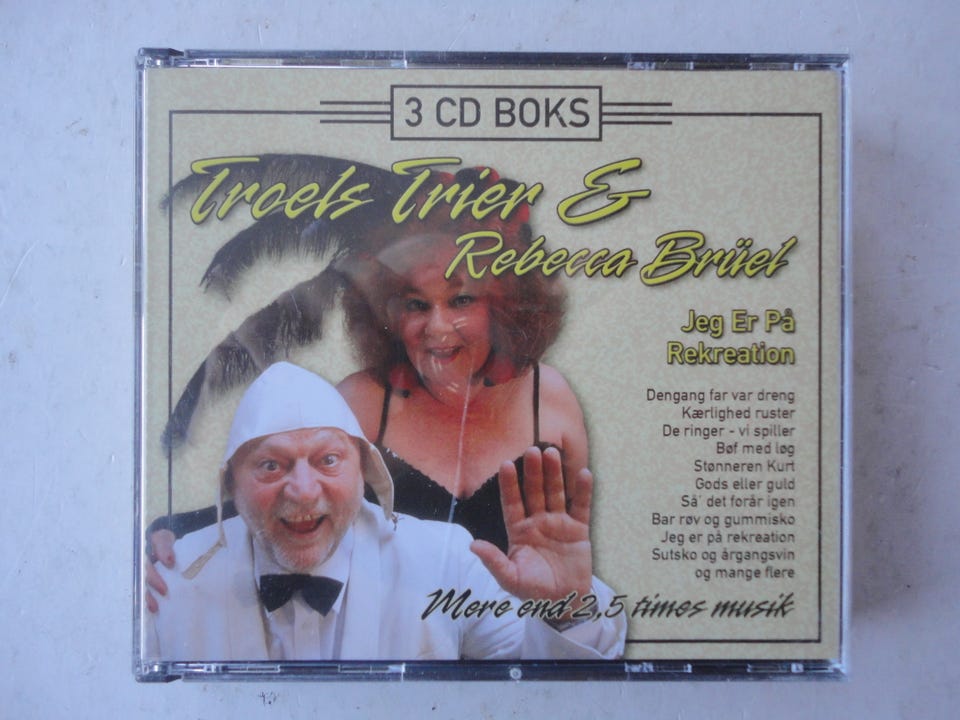 3 CD BOKS
Troels Trier &
Rebecca Brüel
Jeg Er På
Rekreation
Dengang far var dreng
Kærlighed ruster
De ringer - vi spiller
Bøf med løg
Stønneren Kurt
Gods eller guld
Så' det forår igen
Bar røv og gummisko
Jeg er på rekreation
Sutsko og årgangsvin
og mange flere
Mere end 2,5 times musik